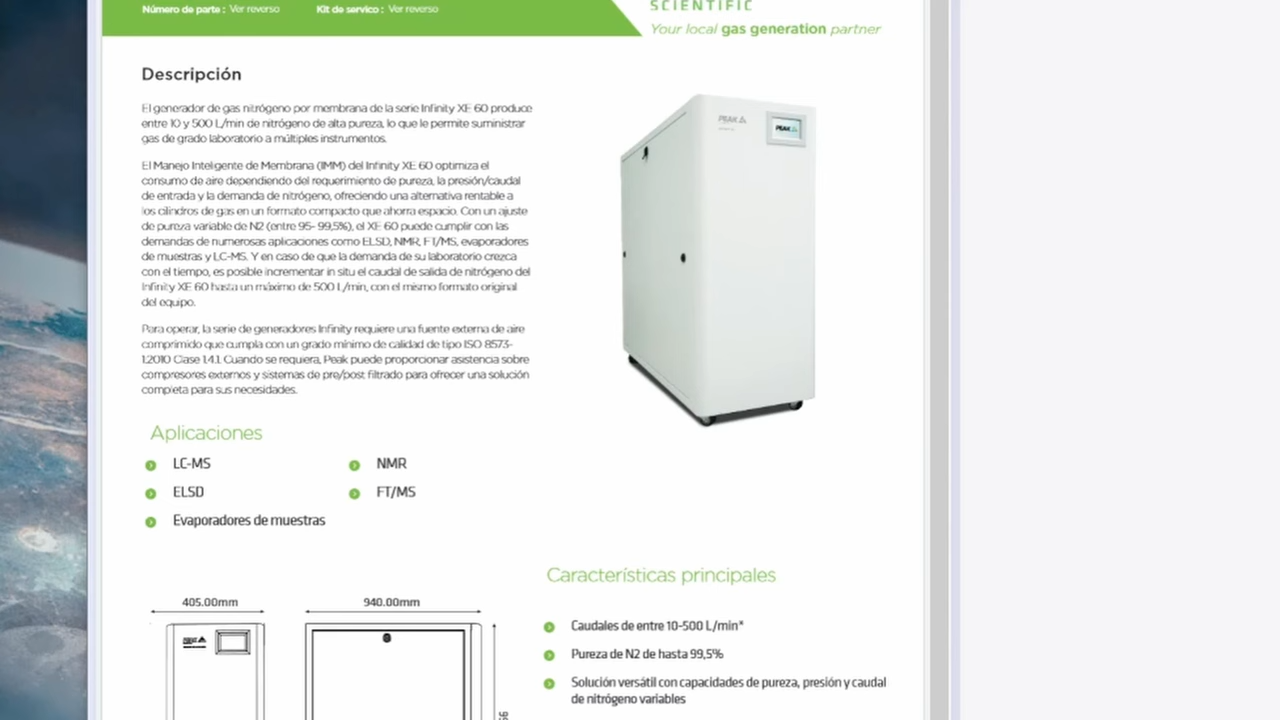 Número de parte : Ver reverso
Kit de servico : Ver reverso
SCIENTIFIC
Your local gas generation partner
Descripción
El generador de gas nitrógeno por membrana de la serie Infinity XE 60 produce
entre 10 y 500 L/min de nitrógeno de alta pureza, lo que le permite suministrar
gas de grado laboratorio a múltiples instrumentos.
El Manejo Inteligente de Membrana (IMM) del Infinity XE 60 optimiza el
consumo de aire dependiendo del requerimiento de pureza, la presión/caudal
de entrada y la demanda de nitrógeno, ofreciendo una alternativa rentable a
los cilindros de gas en un formato compacto que ahorra espacio. Con un ajuste
de pureza variable de N2 (entre 95- 99,5%), el XE 60 puede cumplir con las
demandas de numerosas aplicaciones como ELSD, NMR, FT/MS, evaporadores
de muestras y LC-MS. Y en caso de que la demanda de su laboratorio crezca
con el tiempo, es posible incrementar in situ el caudal de salida de nitrógeno del
Infinity XE 60 hasta un máximo de 500 L/min, con el mismo formato original
del equipo.
Para operar, la serie de generadores Infinity requiere una fuente externa de aire
comprimido que cumpla con un grado mínimo de calidad de tipo ISO 8573-
1:2010 Clase 1.4.1. Cuando se requiera, Peak puede proporcionar asistencia sobre
compresores externos y sistemas de pre/post filtrado para ofrecer una solución
completa para sus necesidades.
PEAK
PEAK
Aplicaciones
LC-MS
NMR
ELSD
FT/MS
Evaporadores de muestras
Características principales
405.00mm
940.00mm
Caudales de entre 10-500 L/min*
Pureza de N2 de hasta 99,5%
Solución versátil con capacidades de pureza, presión y caudal
de nitrógeno variables